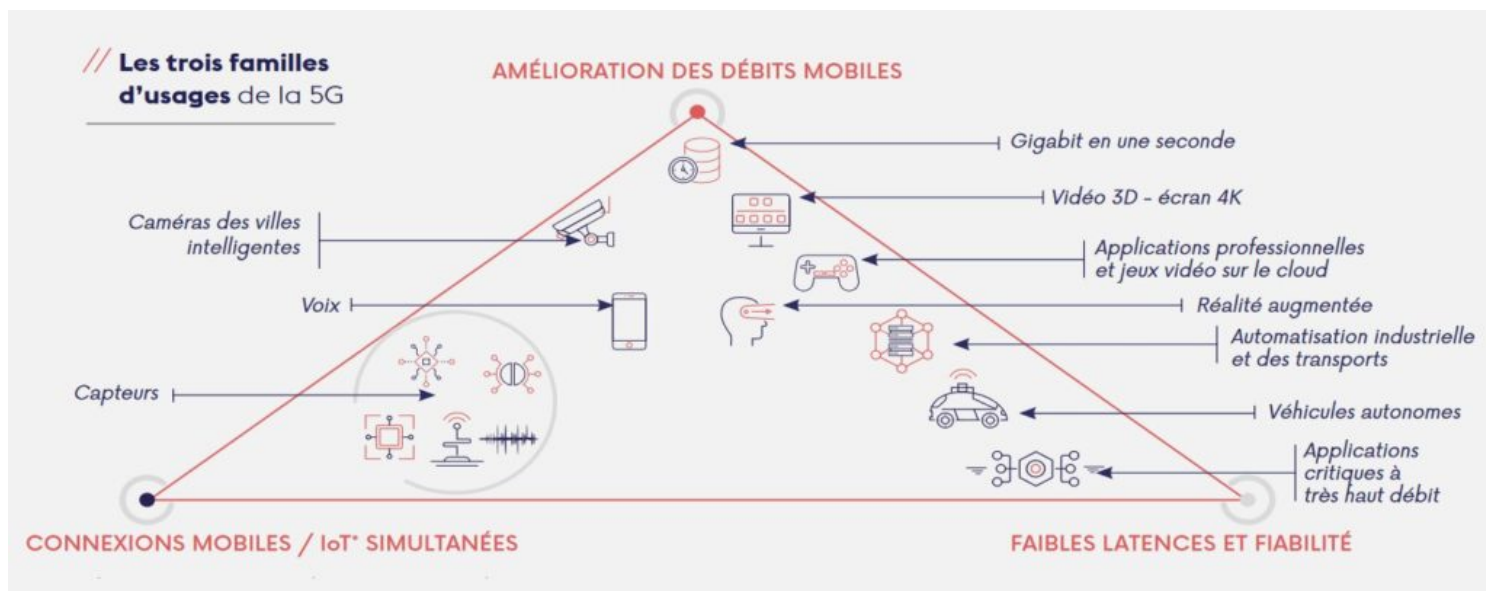 // Les trois familles
d'usages de la 5G
AMÉLIORATION DES DÉBITS MOBILES
Gigabit en une seconde
Vidéo 3D - écran 4K
Caméras des villes
intelligentes
Applications professionnelles
et jeux vidéo sur le cloud
Voix
Réalité augmentée
Automatisation industrielle
et des transports
Capteurs
Véhicules autonomes
Applications
critiques à
très haut débit
CONNEXIONS MOBILES / IoT* SIMULTANÉES
FAIBLES LATENCES ET FIABILITÉ